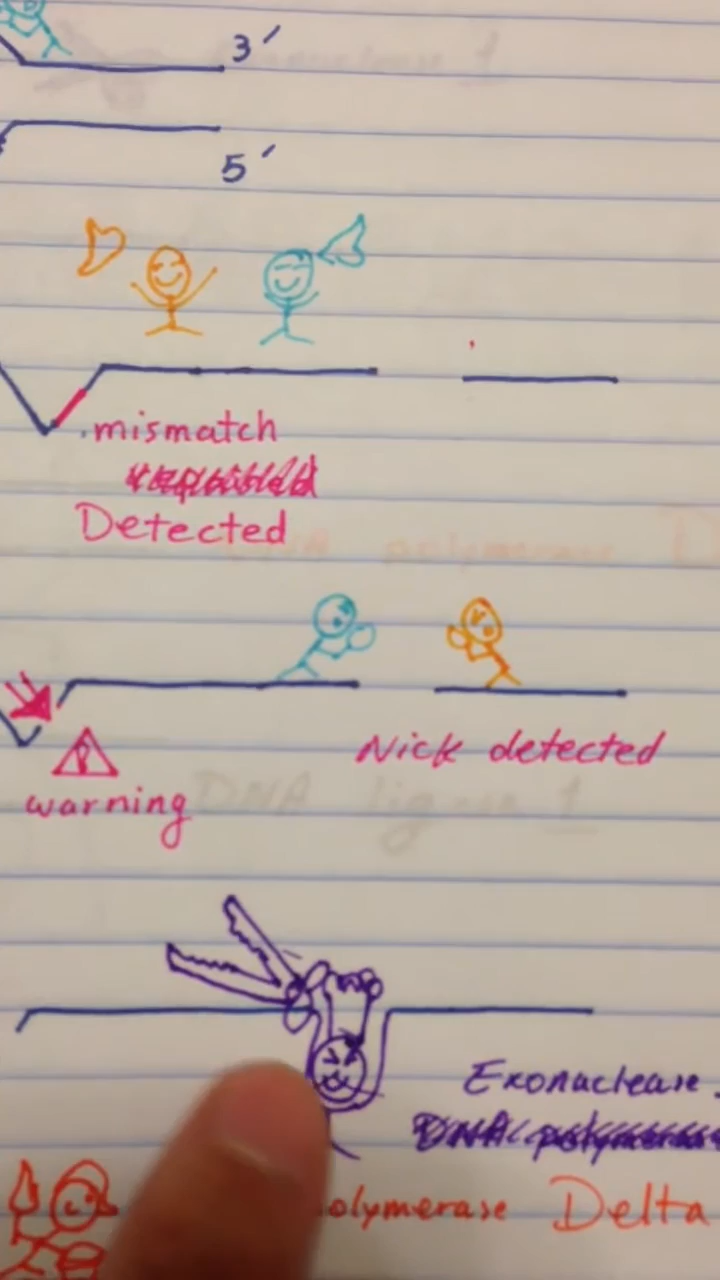 3′
5′
mismatch
Detected
Nick detected
warning
Exonuclease
olymerase Delta